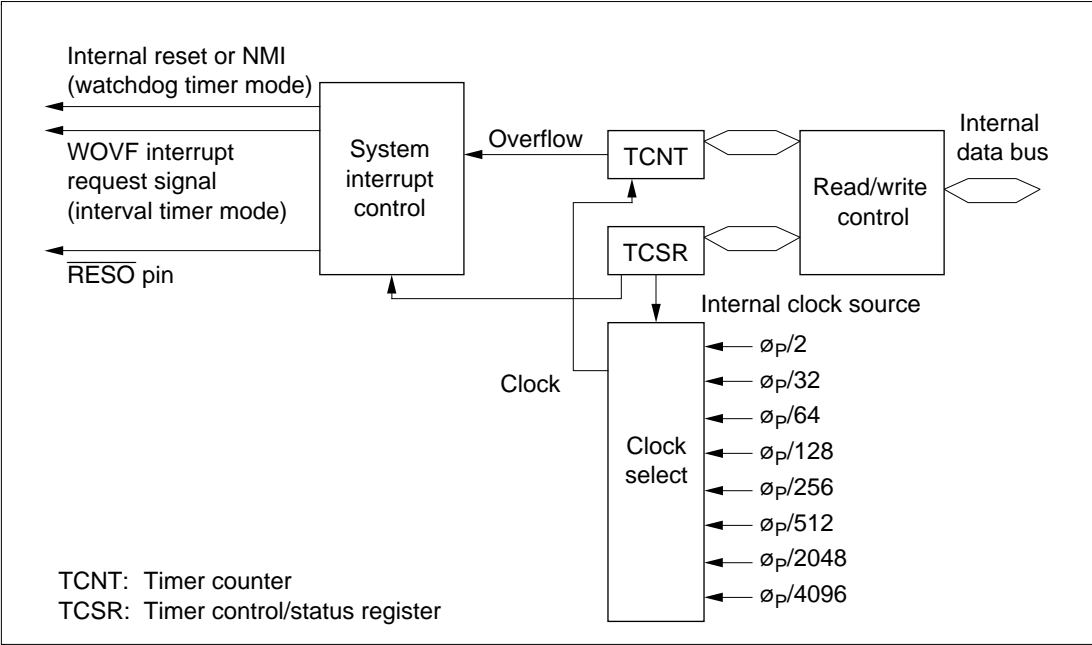 Internal reset or NMI
(watchdog timer mode)
WOVF interrupt
request signal
(interval timer mode)
RESO pin
System
interrupt
control
Overflow
TCNT
TCSR
Read/write
control
Internal
data bus
Internal clock source
Clock
Clock
select
øP/2
øP/32
øP/64
øP/128
øP/256
øP/512
øP/2048
øP/4096
TCNT: Timer counter
TCSR: Timer control/status register